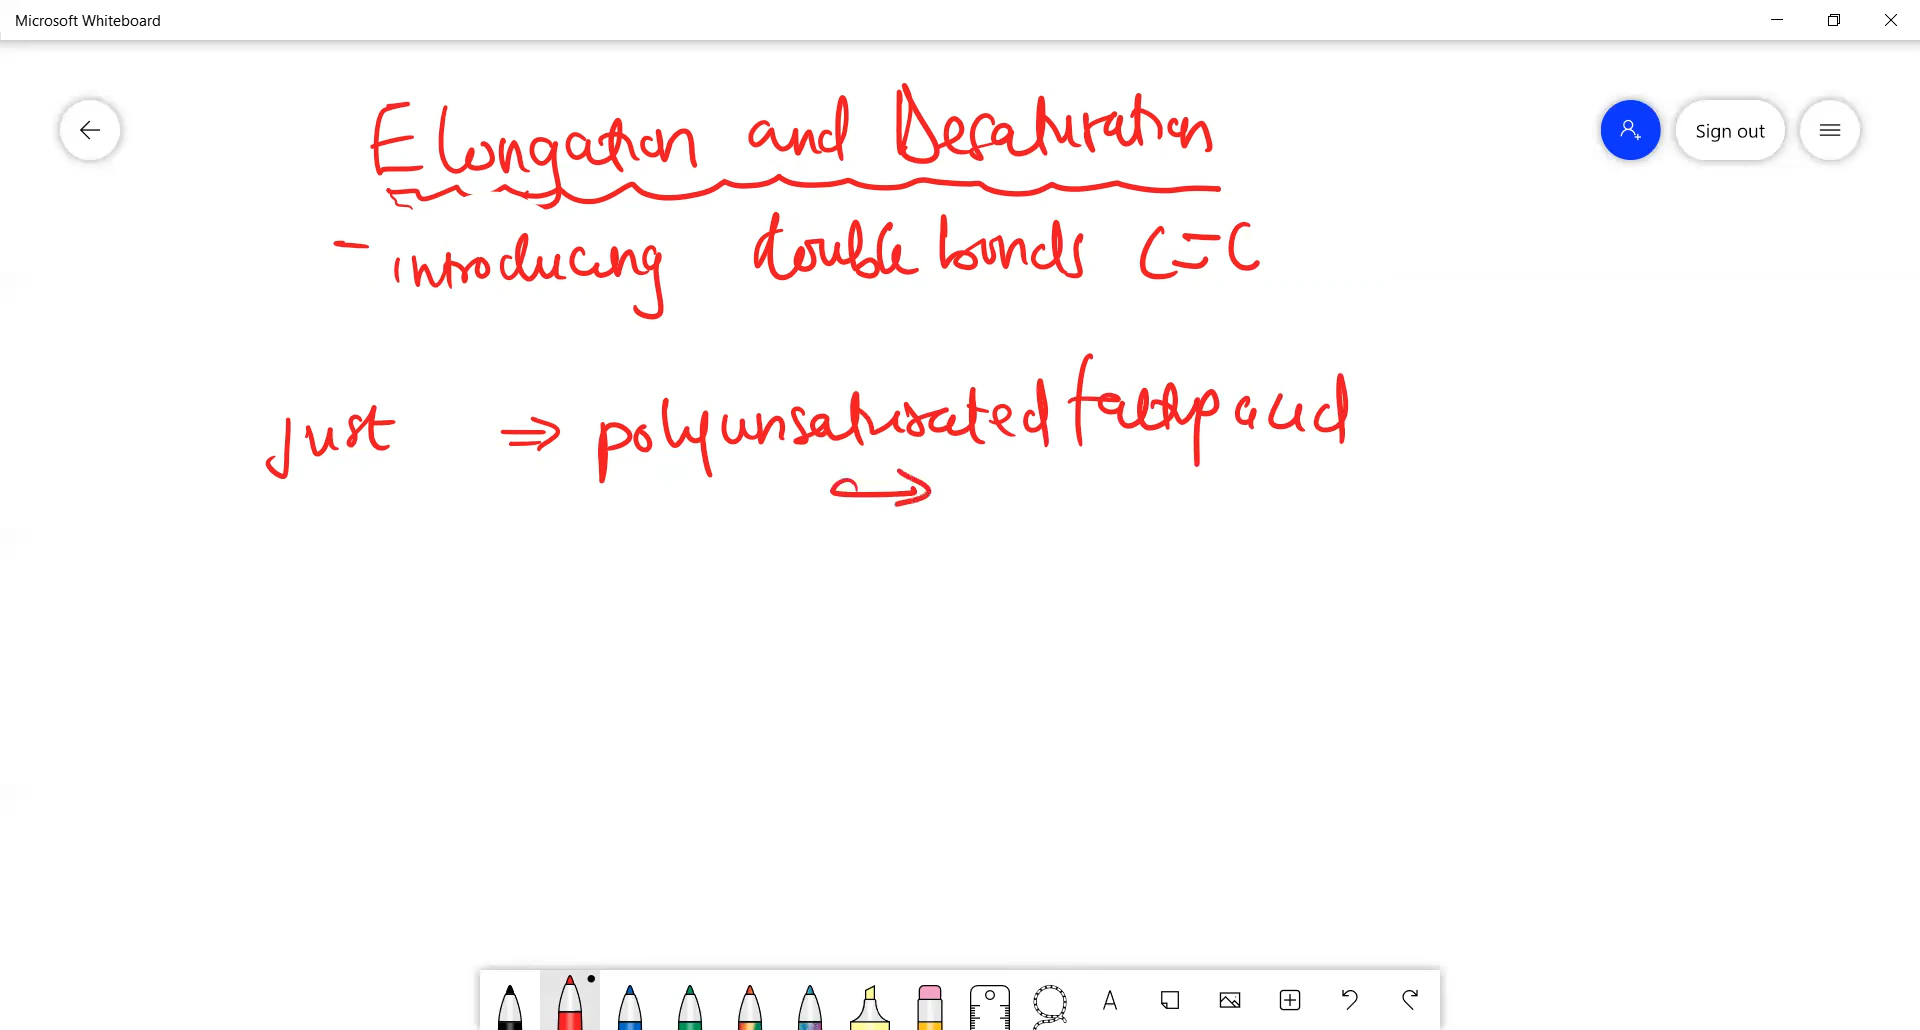 Microsoft Whiteboard
Sign out
Elongation and Desaturation
- introducing double bonds C=C
just ⇒ polyunsaturated fatty acid
A